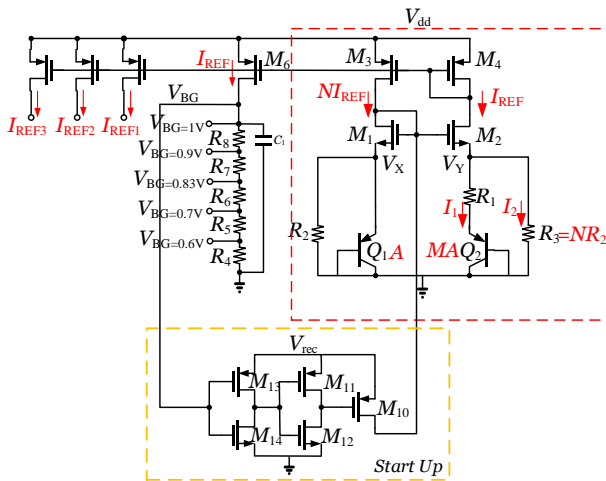 V_dd
I_REF
M_6
M_3
M_4
V_BG
NI_REF
I_REF
I_REF3
I_REF2
I_REF1
V_BG=1V
R_8
C_1
M_1
M_2
V_BG=0.9V
R_7
V_X
V_Y
V_BG=0.83V
R_6
R_1
V_BG=0.7V
R_5
I_1
I_2
R_2
R_3=NR_2
V_BG=0.6V
R_4
Q_1A
MAQ_2
V_rec
M_13
M_11
M_10
M_14
M_12
Start Up